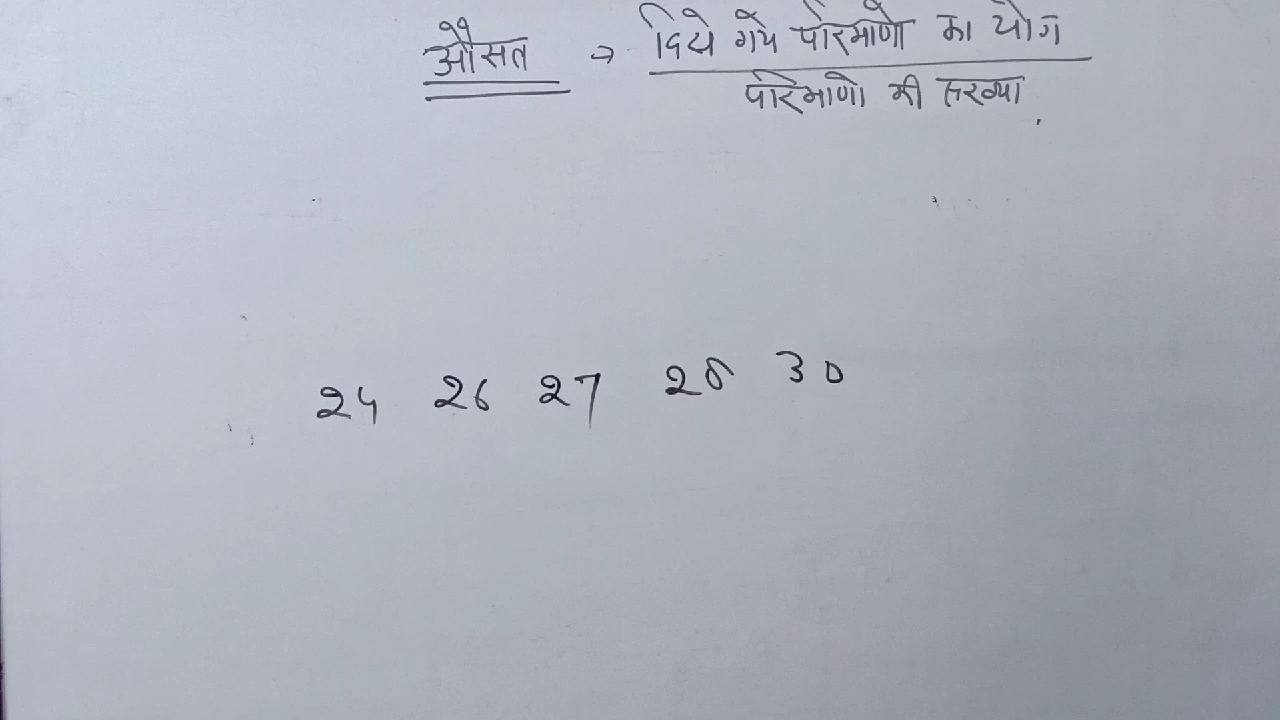 औसत → दिये गये परिमाणो का योग
परिमाणो की संख्या
24 26 27 28 30